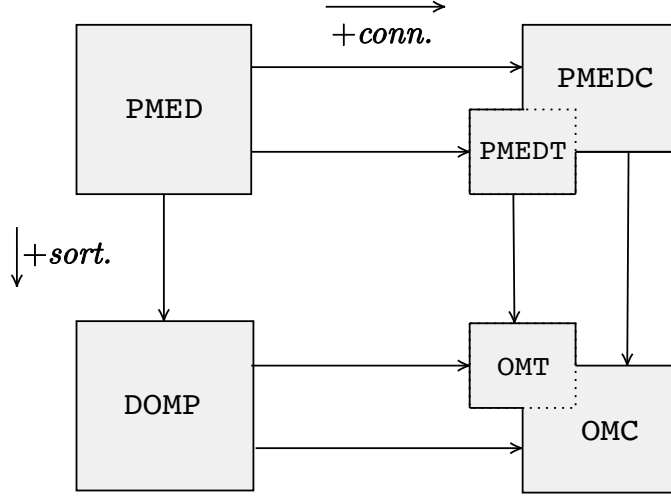 +conn.
PMED
PMEDC
PMEDT
+sort.
DOMP
OMT
OMC